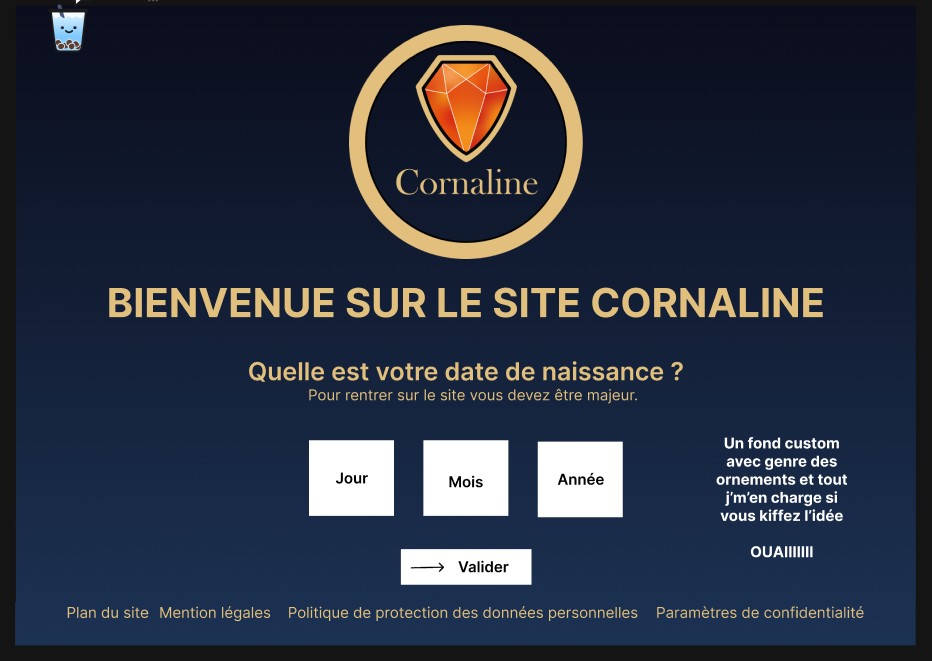 Cornaline
BIENVENUE SUR LE SITE CORNALINE
Quelle est votre date de naissance ?
Pour rentrer sur le site vous devez être majeur.
Jour
Mois
Année
Un fond custom
avec genre des
ornements et tout
j’m’en charge si
vous kiffez l’idée
OUAIIIIIII
Valider
Plan du site Mention légales Politique de protection des données personnelles Paramètres de confidentialité